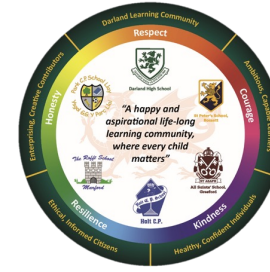 Darland Learning Community
Respect
Ambitious, Capable Learners
Courage
Healthy, Confident Individuals
Kindness
Ethical, Informed Citizens
Resilience
Enterprising, Creative Contributors
Honesty
Darland High School
St Peter's School,
Rossett
Park C.P. School
"A happy and
aspirational life-long
learning community,
where every child
matters"
The Rofft School
Marford
All Saints' School,
Gresford
Holt C.P.